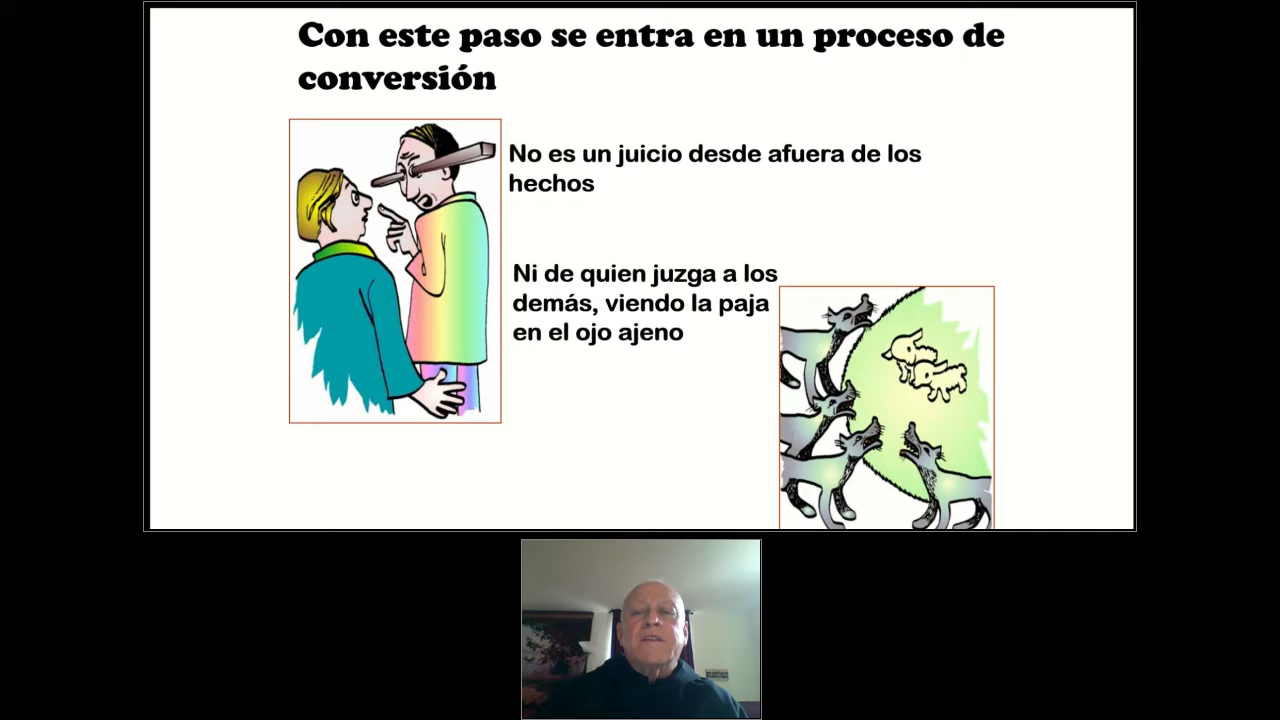 Con este paso se entra en un proceso de
conversión
No es un juicio desde afuera de los
hechos
Ni de quien juzga a los
demás, viendo la paja
en el ojo ajeno